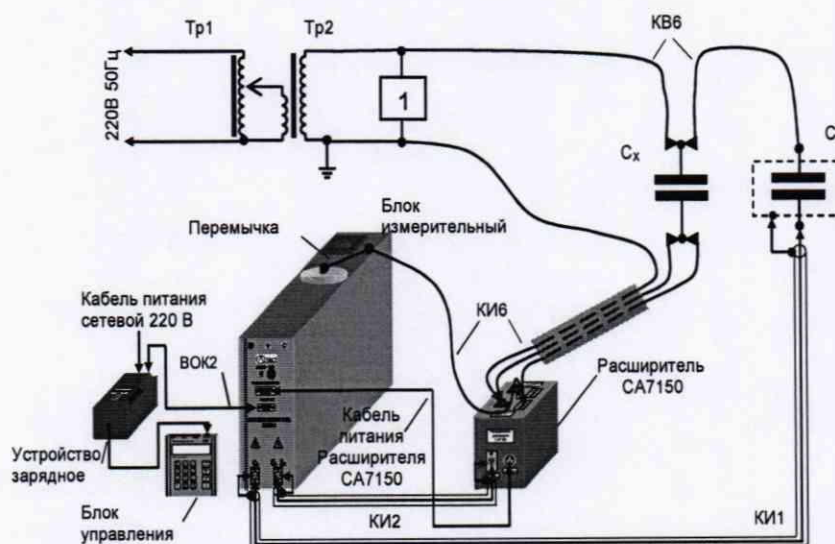 Тр1
Тр2
КВ6
220В 50Гц
1
Cх
C
Перемычка
Блок
измерительный
Кабель питания
сетевой 220 В
ВОК2
КИ6
Расширитель
СА7150
Кабель
питания
Расширителя
СА7150
Устройство
зарядное
Блок
управления
КИ2
КИ1